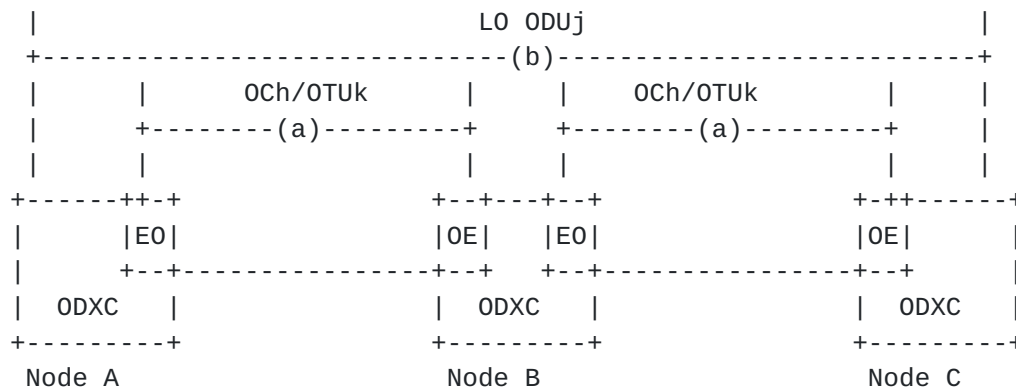 LO ODUj
(b)
OCh/OTUk OCh/OTUk
(a) (a)
EO OE EO OE
ODXC ODXC ODXC
Node A Node B Node C